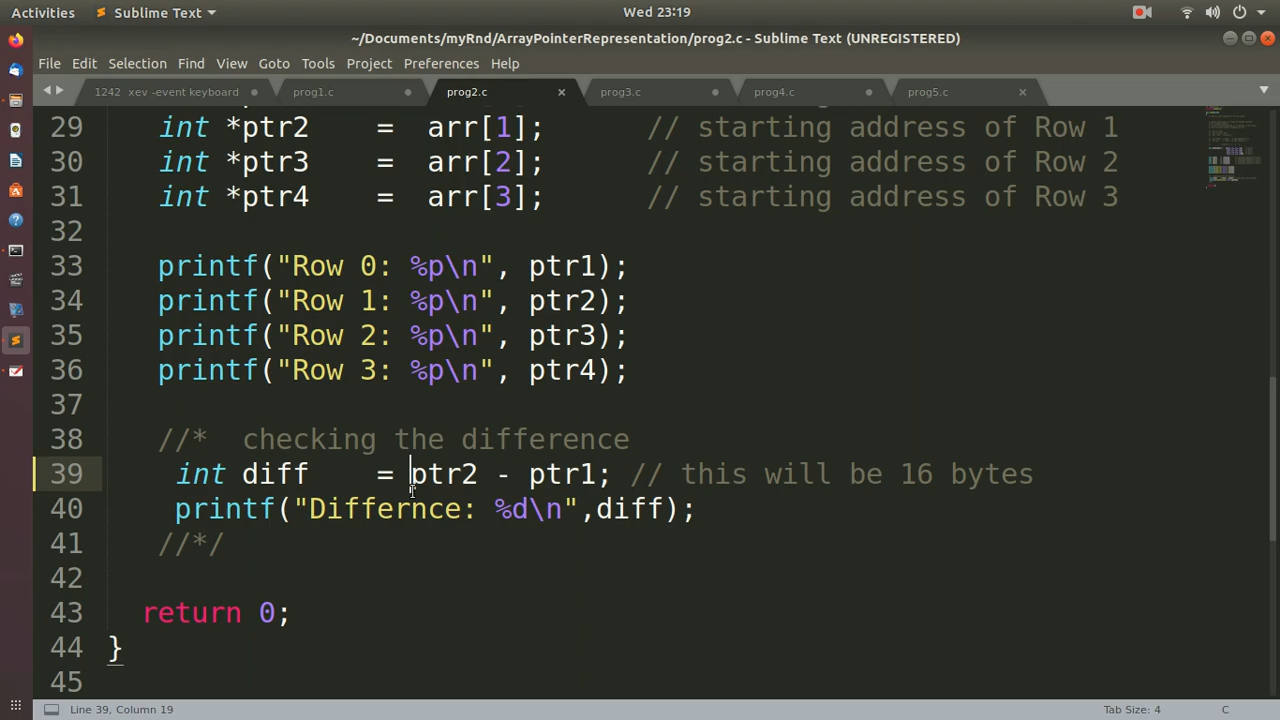 Activities Sublime Text Wed 23:19
~/Documents/myRnd/ArrayPointerRepresentation/prog2.c - Sublime Text (UNREGISTERED)
File Edit Selection Find View Goto Tools Project Preferences Help
1242 xev -event keyboard prog1.c prog2.c prog3.c prog4.c prog5.c
29 int *ptr2 = arr[1]; // starting address of Row 1
30 int *ptr3 = arr[2]; // starting address of Row 2
31 int *ptr4 = arr[3]; // starting address of Row 3
32
33 printf("Row 0: %p\n", ptr1);
34 printf("Row 1: %p\n", ptr2);
35 printf("Row 2: %p\n", ptr3);
36 printf("Row 3: %p\n", ptr4);
37
38 //* checking the difference
39 int diff = ptr2 - ptr1; // this will be 16 bytes
40 printf("Differnce: %d\n",diff);
41 //*/
42
43 return 0;
44 }
45
Line 39, Column 19 Tab Size: 4 C